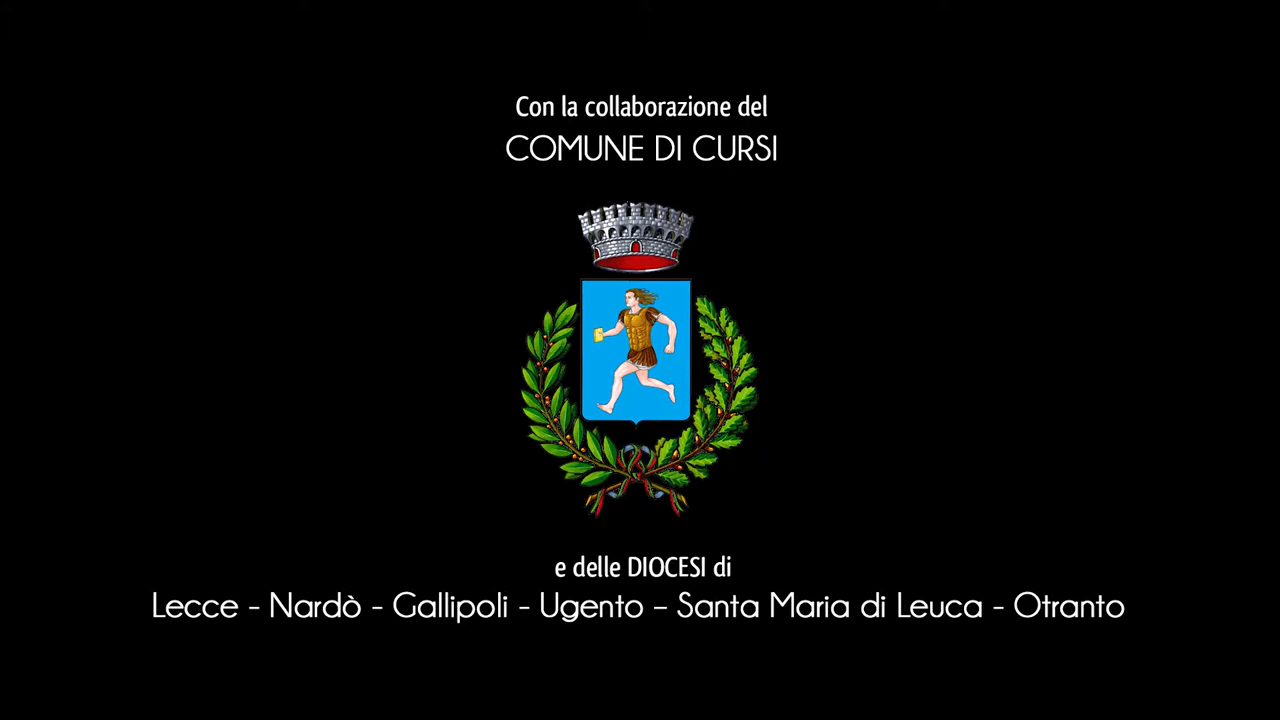 Con la collaborazione del
COMUNE DI CURSI
e delle DIOCESI di
Lecce - Nardò - Gallipoli - Ugento – Santa Maria di Leuca - Otranto